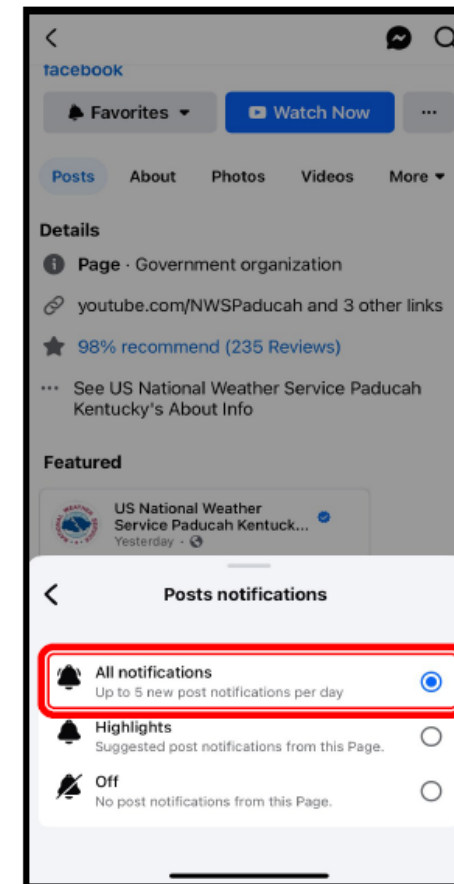 facebook
Favorites
Watch Now
Posts About Photos Videos More
Details
Page · Government organization
youtube.com/NWSPaducah and 3 other links
98% recommend (235 Reviews)
See US National Weather Service Paducah
Kentucky's About Info
Featured
US National Weather
Service Paducah Kentuck...
Yesterday ·
Posts notifications
All notifications
Up to 5 new post notifications per day
Highlights
Suggested post notifications from this Page.
Off
No post notifications from this Page.